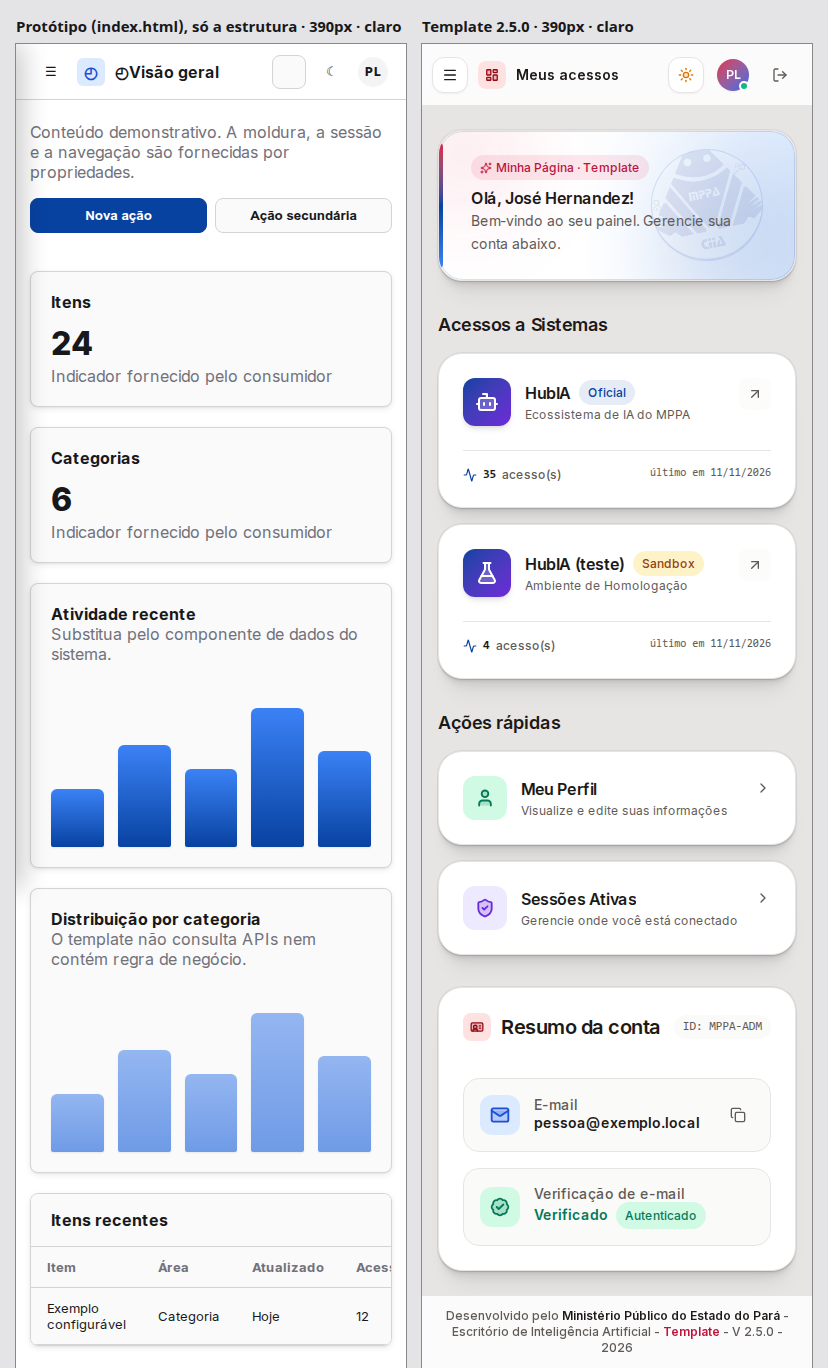 Protótipo (index.html), só a estrutura · 390px · claro
☰ ◴ ◴Visão geral ☾ PL
Conteúdo demonstrativo. A moldura, a sessão
e a navegação são fornecidas por
propriedades.
Nova ação
Ação secundária
Itens
24
Indicador fornecido pelo consumidor
Categorias
6
Indicador fornecido pelo consumidor
Atividade recente
Substitua pelo componente de dados do
sistema.
Distribuição por categoria
O template não consulta APIs nem
contém regra de negócio.
Itens recentes
Item Área Atualizado Aces
Exemplo
configurável
Categoria Hoje 12
Template 2.5.0 · 390px · claro
Meus acessos PL
Minha Página · Template
Olá, José Hernandez!
Bem-vindo ao seu painel. Gerencie sua
conta abaixo.
MPPA
CIIA
Acessos a Sistemas
HubIA Oficial
Ecossistema de IA do MPPA
35 acesso(s) último em 11/11/2026
HubIA (teste) Sandbox
Ambiente de Homologação
4 acesso(s) último em 11/11/2026
Ações rápidas
Meu Perfil
Visualize e edite suas informações
Sessões Ativas
Gerencie onde você está conectado
Resumo da conta ID: MPPA-ADM
E-mail
pessoa@exemplo.local
Verificação de e-mail
Verificado Autenticado
Desenvolvido pelo Ministério Público do Estado do Pará -
Escritório de Inteligência Artificial - Template - V 2.5.0 -
2026